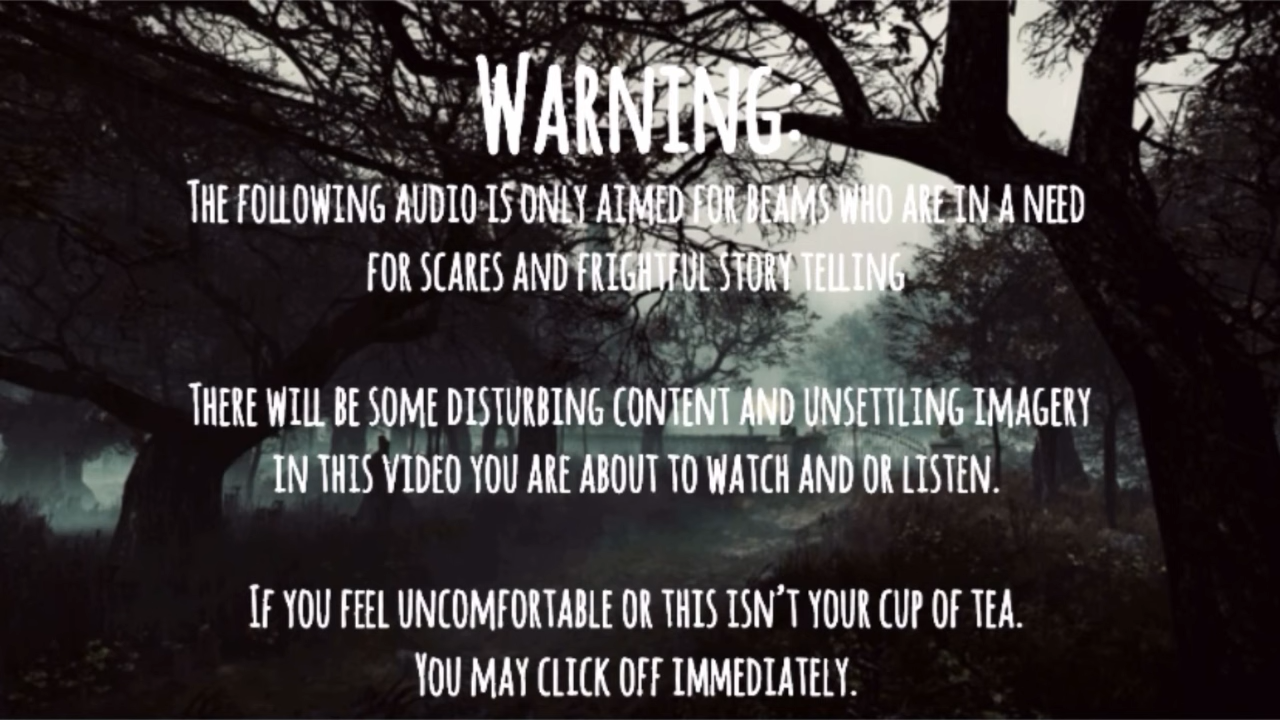 WARNING:
THE FOLLOWING AUDIO IS ONLY AIMED FOR BEAMS WHO ARE IN A NEED
FOR SCARES AND FRIGHTFUL STORY TELLING
THERE WILL BE SOME DISTURBING CONTENT AND UNSETTLING IMAGERY
IN THIS VIDEO YOU ARE ABOUT TO WATCH AND OR LISTEN.
IF YOU FEEL UNCOMFORTABLE OR THIS ISN'T YOUR CUP OF TEA.
YOU MAY CLICK OFF IMMEDIATELY.